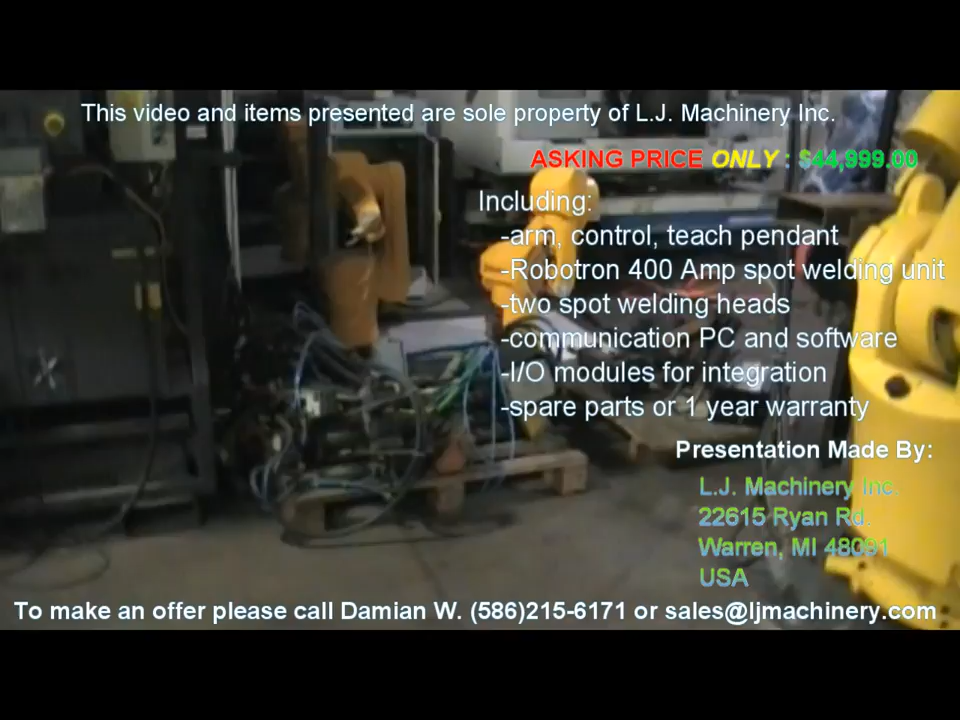 This video and items presented are sole property of L.J. Machinery Inc.
ASKING PRICE ONLY : $44,999.00
Including:
-arm, control, teach pendant
-Robotron 400 Amp spot welding unit
-two spot welding heads
-communication PC and software
-I/O modules for integration
-spare parts or 1 year warranty
Presentation Made By:
L.J. Machinery Inc.
22615 Ryan Rd.
Warren, MI 48091
USA
To make an offer please call Damian W. (586)215-6171 or sales@ljmachinery.com